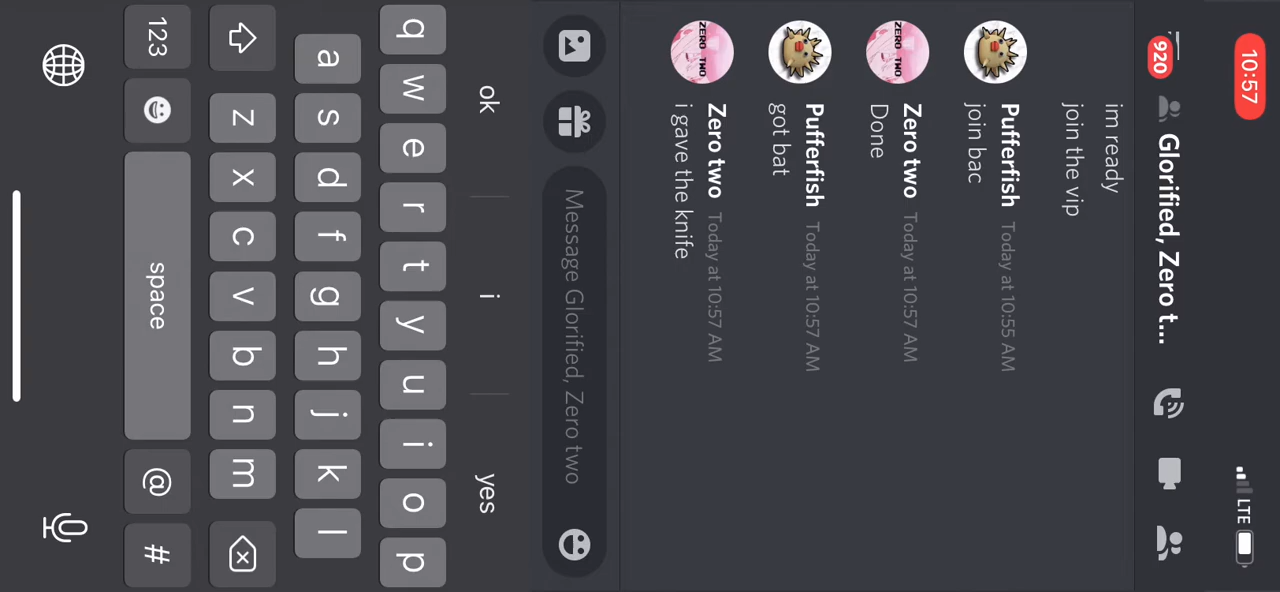 10:57
LTE
920
Glorified, Zero t...
im ready
join the vip
Pufferfish Today at 10:55 AM
join bac
Zero two Today at 10:57 AM
Done
Pufferfish Today at 10:57 AM
got bat
Zero two Today at 10:57 AM
i gave the knife
Message Glorified, Zero two
ok i yes
q w e r t y u i o p
a s d f g h j k l
z x c v b n m
123 space @ #